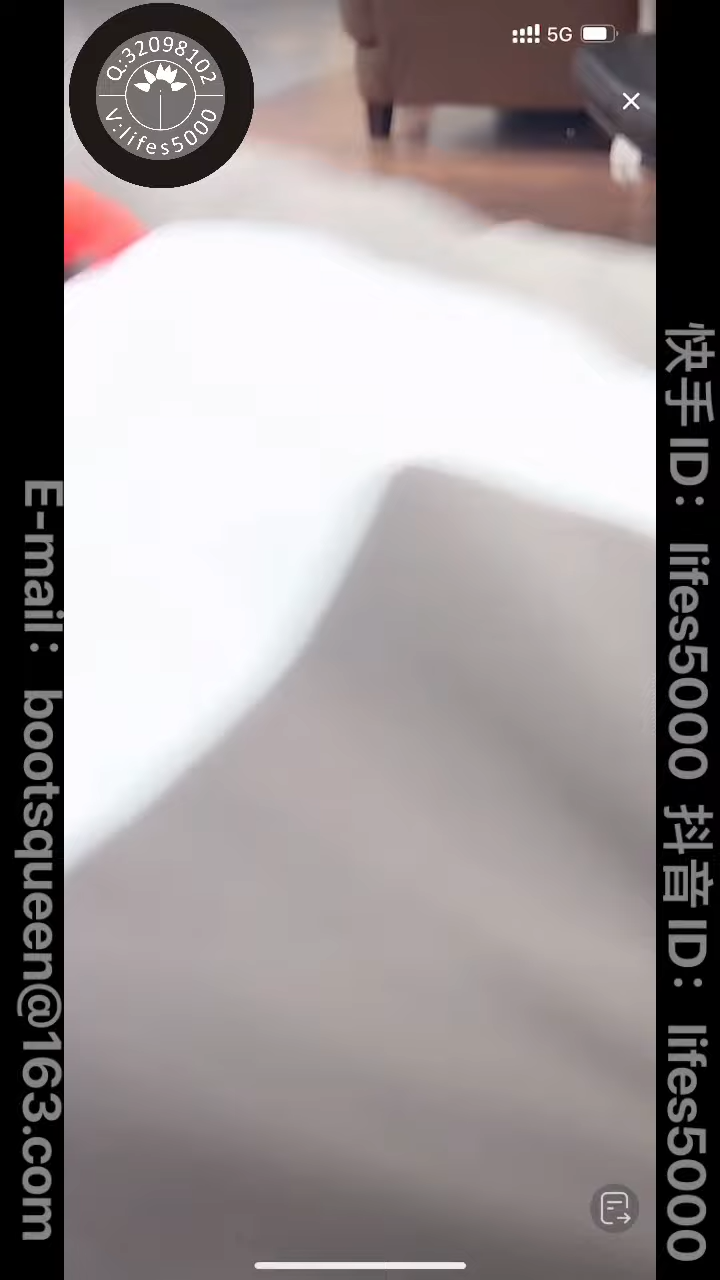 Q:32098102
V:lifes5000
5G
快手ID: lifes5000 抖音ID: lifes5000
E-mail: bootsqueen@163.com